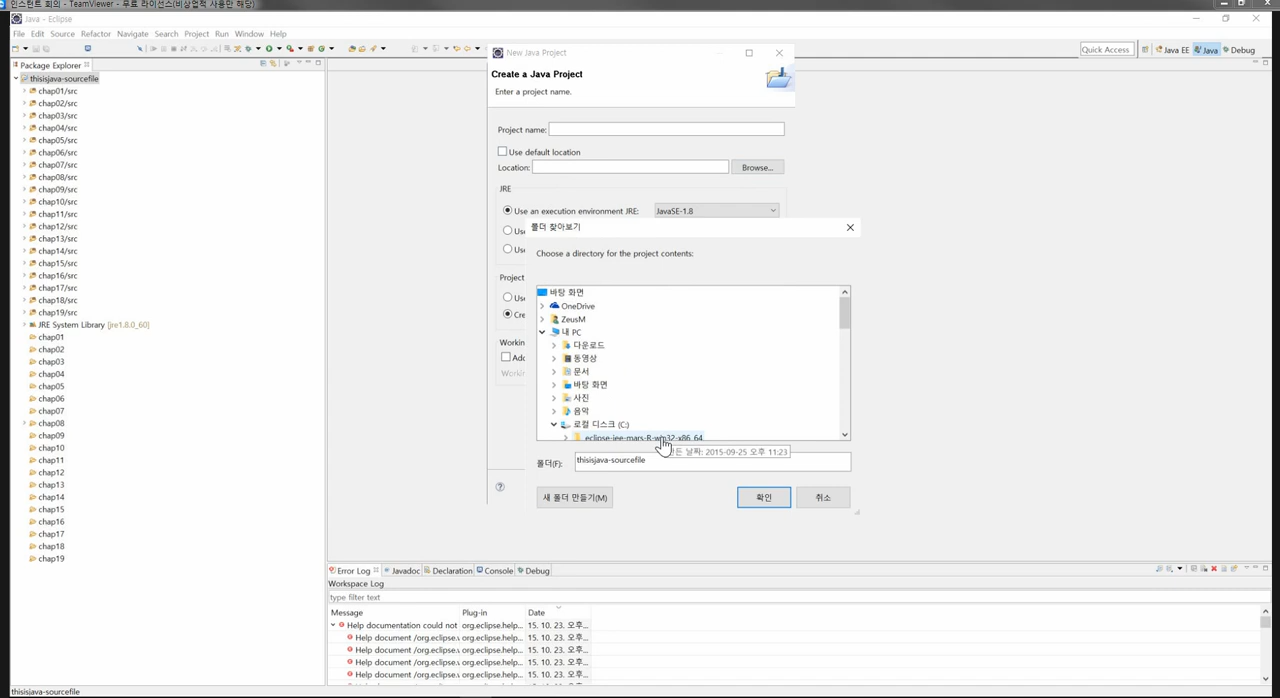 인스턴트 회의 - TeamViewer - 무료 라이선스(비상업적 사용만 해당)
Java - Eclipse
File Edit Source Refactor Navigate Search Project Run Window Help
Quick Access Java EE Java Debug
Package Explorer
thisisjava-sourcefile
chap01/src
chap02/src
chap03/src
chap04/src
chap05/src
chap06/src
chap07/src
chap08/src
chap09/src
chap10/src
chap11/src
chap12/src
chap13/src
chap14/src
chap15/src
chap16/src
chap17/src
chap18/src
chap19/src
JRE System Library [jre1.8.0_60]
chap01
chap02
chap03
chap04
chap05
chap06
chap07
chap08
chap09
chap10
chap11
chap12
chap13
chap14
chap15
chap16
chap17
chap18
chap19
New Java Project
Create a Java Project
Enter a project name.
Project name:
Use default location
Location: Browse...
JRE
Use an execution environment JRE: JavaSE-1.8
Use
Use
Project
Use
Cre
Workin
Add
Workin
폴더 찾아보기
Choose a directory for the project contents:
바탕 화면
OneDrive
ZeusM
내 PC
다운로드
동영상
문서
바탕 화면
사진
음악
로컬 디스크 (C:)
eclipse-jee-mars-R-win32-x86_64
만든 날짜: 2015-09-25 오후 11:23
폴더(F): thisisjava-sourcefile
새 폴더 만들기(M) 확인 취소
Error Log Javadoc Declaration Console Debug
Workspace Log
type filter text
Message Plug-in Date
Help documentation could not org.eclipse.help... 15. 10. 23. 오후...
Help document /org.eclipse. org.eclipse.help... 15. 10. 23. 오후...
Help document /org.eclipse. org.eclipse.help... 15. 10. 23. 오후...
Help document /org.eclipse. org.eclipse.help... 15. 10. 23. 오후...
Help document /org.eclipse. org.eclipse.help... 15. 10. 23. 오후...
thisisjava-sourcefile